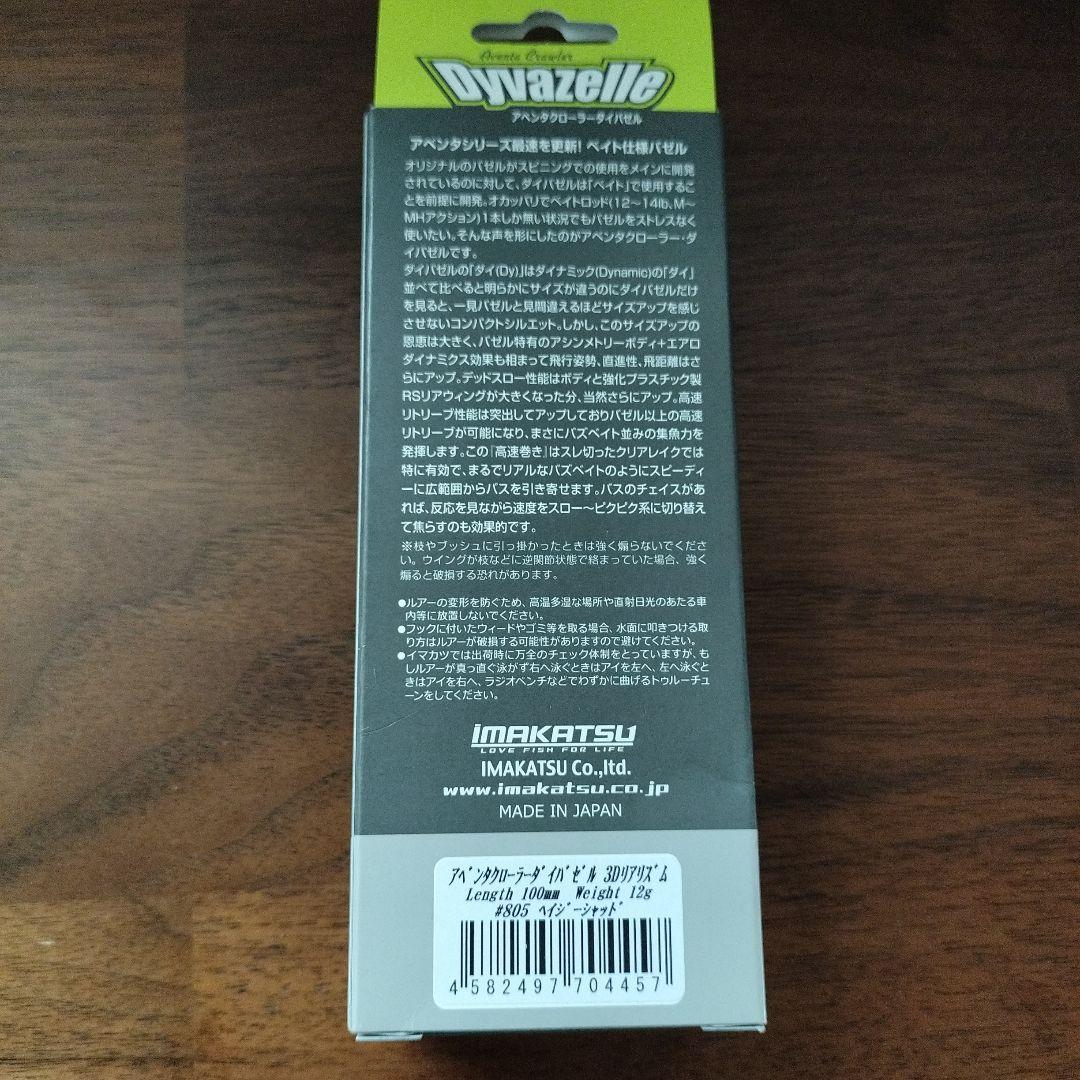 Aventa Crawler
Dyvazelle
アベンタクローラーダイバゼル
アベンタシリーズ最速を更新! ベイト仕様バゼル
オリジナルのバゼルがスピニングでの使用をメインに開発
されているのに対して、ダイバゼルは「ベイト」で使用するこ
とを前提に開発。オカッパリでベイトロッド(12〜14lb、M〜
MHアクション)1本しか無い状況でもバゼルをストレスなく
使いたい。そんな声を形にしたのがアベンタクローラー・ダ
イバゼルです。
ダイバゼルの「ダイ(Dy)」はダイナミック(Dynamic)の「ダイ」
並べて比べると明らかにサイズが違うのにダイバゼルだけ
を見ると、一見バゼルと見間違えるほどサイズアップを感じ
させないコンパクトシルエット。しかし、このサイズアップの
恩恵は大きく、バゼル特有のアシンメトリーボディ+エアロ
ダイナミクス効果も相まって飛行姿勢、直進性、飛距離はさ
らにアップ。デッドスロー性能はボディと強化プラスチック製
RSリアウィングが大きくなった分、当然さらにアップ。高速
リトリーブ性能は突出してアップしておりバゼル以上の高速
リトリーブが可能になり、まさにバズベイト並みの集魚力を
発揮します。この『高速巻き』はスレ切ったクリアレイクでは
特に有効で、まるでリアルなバズベイトのようにスピーディ
ーに広範囲からバスを引き寄せます。バスのチェイスがあ
れば、反応を見ながら速度をスロー〜ピクピク系に切り替え
て焦らすのも効果的です。
※枝やブッシュに引っ掛かったときは強く煽らないでくださ
い。ウイングが枝などに逆関節状態で絡まっていた場合、強く
煽ると破損する恐れがあります。
●ルアーの変形を防ぐため、高温多湿な場所や直射日光のあたる車
内等に放置しないでください。
●フックに付いたウィードやゴミ等を取る場合、水面に叩きつける取
り方はルアーが破損する可能性がありますので避けてください。
●イマカツでは出荷時に万全のチェック体制をとっていますが、も
しルアーが真っ直ぐ泳がず右へ泳ぐときはアイを左へ、左へ泳ぐと
きはアイを右へ、ラジオペンチなどでわずかに曲げるトゥルーチュ
ーンをしてください。
IMAKATSU
LOVE FISH FOR LIFE
IMAKATSU Co.,ltd.
www.imakatsu.co.jp
MADE IN JAPAN
ｱﾍﾞﾝﾀｸﾛｰﾗｰﾀﾞｲﾊﾞｾﾞﾙ 3Dﾘｱﾘｽﾞﾑ
Length 100mm Weight 12g
#805 ﾍｲｼﾞｰｼｬｯﾄﾞ
4 582497 704457